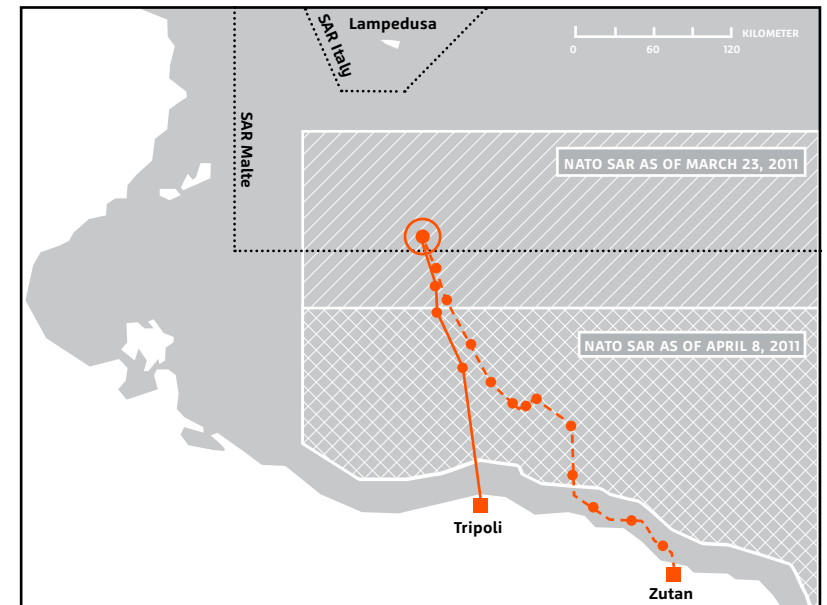 Lampedusa
SAR Italy
KILOMETER
0 60 120
SAR Malte
NATO SAR AS OF MARCH 23, 2011
NATO SAR AS OF APRIL 8, 2011
Tripoli
Zutan